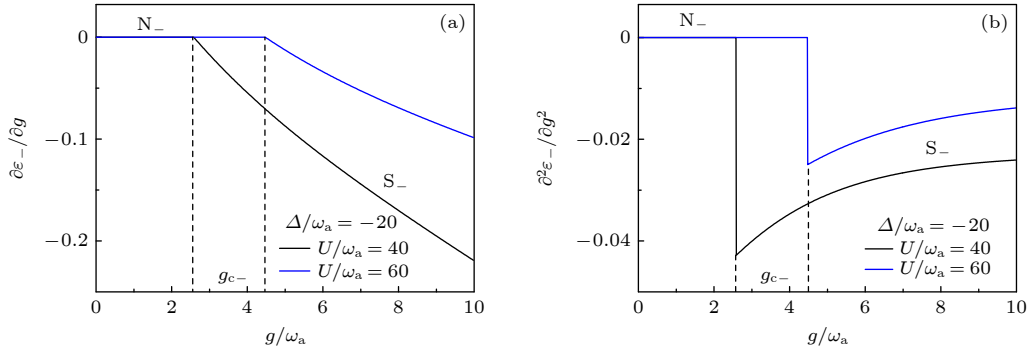 N₋
(a)
0
−0.1
−0.2
∂ε₋/∂g
S₋
Δ/ωₐ = −20
U/ωₐ = 40
U/ωₐ = 60
g_c−
0 2 4 6 8 10
g/ωₐ
N₋
(b)
0
−0.02
−0.04
∂²ε₋/∂g²
S₋
Δ/ωₐ = −20
U/ωₐ = 40
U/ωₐ = 60
g_c−
0 2 4 6 8 10
g/ωₐ